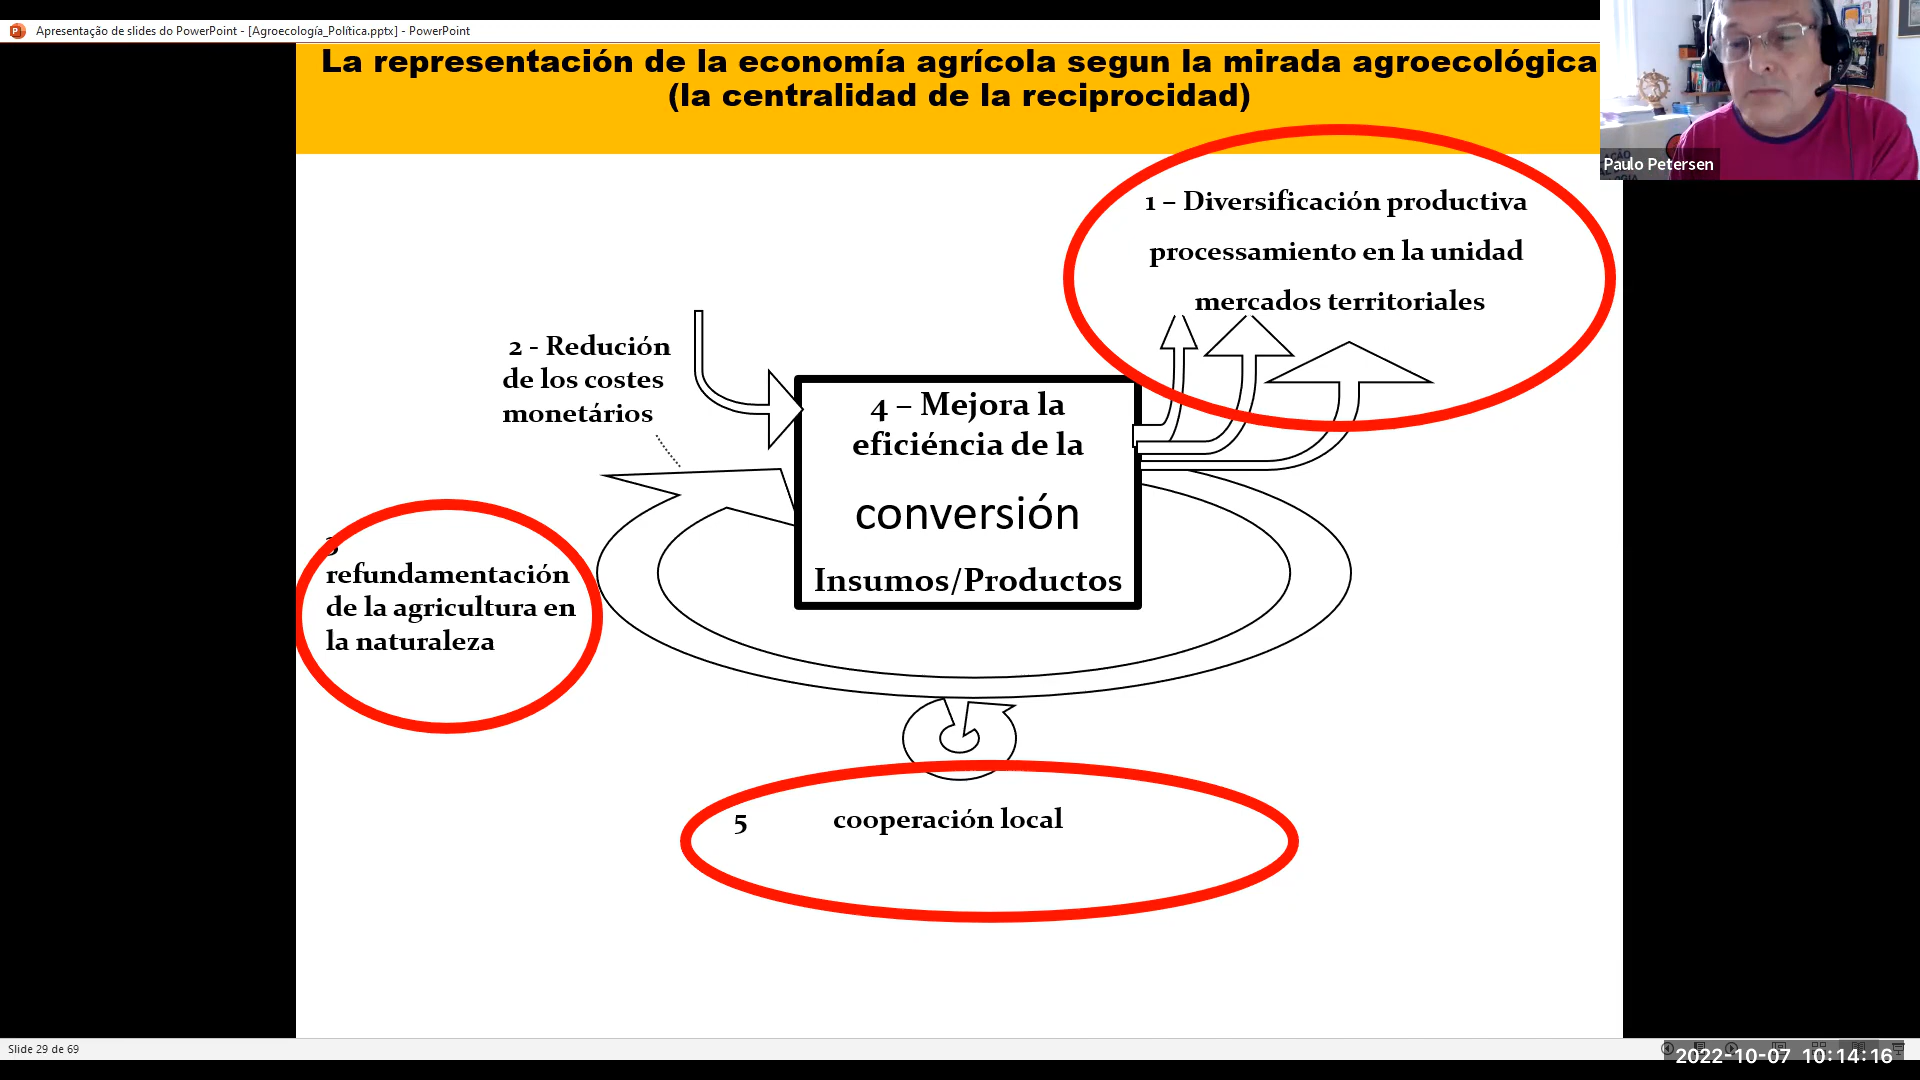 Apresentação de slides do PowerPoint - [Agroecología_Política.pptx] - PowerPoint
La representación de la economía agrícola segun la mirada agroecológica
(la centralidad de la reciprocidad)
Paulo Petersen
1 – Diversificación productiva
processamiento en la unidad
mercados territoriales
2 - Redución
de los costes
monetários
4 – Mejora la
eficiéncia de la
conversión
Insumos/Productos
3
refundamentación
de la agricultura en
la naturaleza
5 cooperación local
Slide 29 de 69
2022-10-07 10:14:16